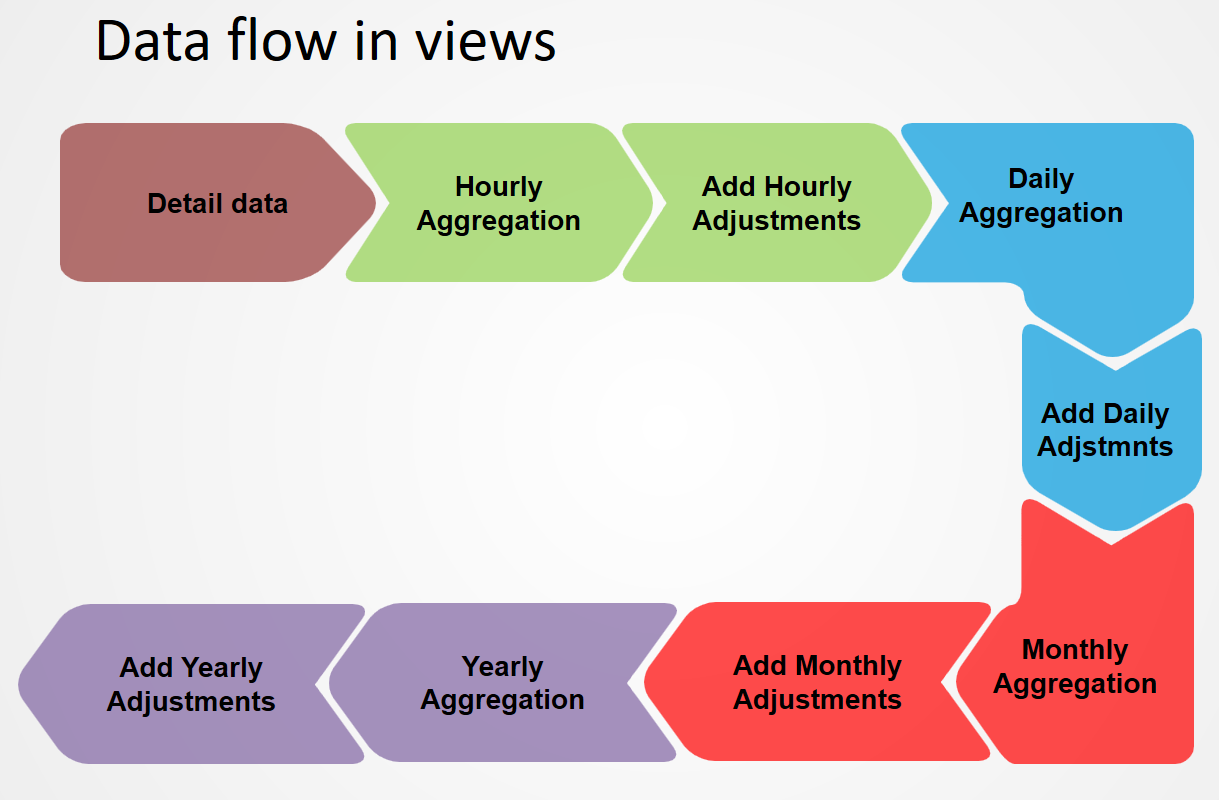 Data flow in views
Detail data
Hourly
Aggregation
Add Hourly
Adjustments
Daily
Aggregation
Add Daily
Adjstmnts
Monthly
Aggregation
Add Monthly
Adjustments
Yearly
Aggregation
Add Yearly
Adjustments